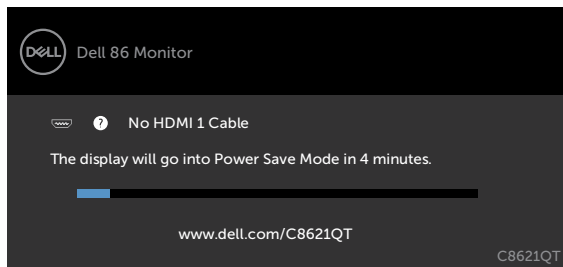 DELL
Dell 86 Monitor
? No HDMI 1 Cable
The display will go into Power Save Mode in 4 minutes.
www.dell.com/C8621QT
C8621QT